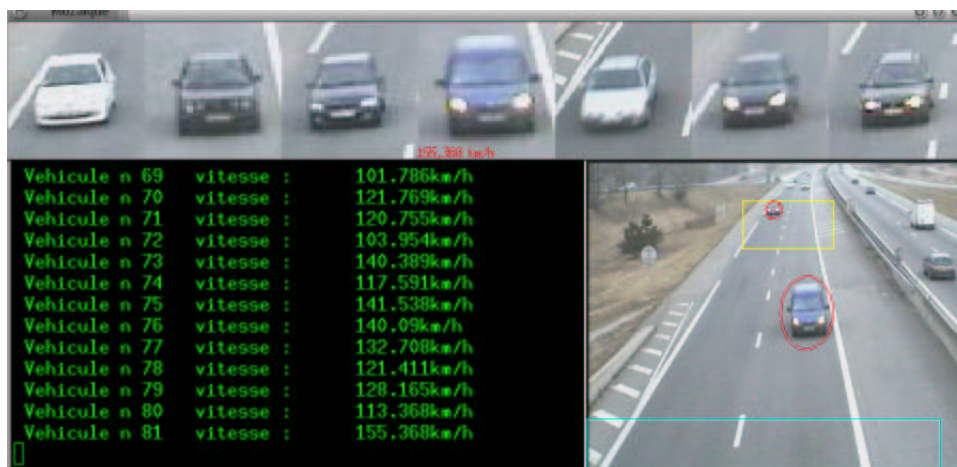 Mozaique
155,368 km/h
Vehicule n 69 vitesse : 101.786km/h
Vehicule n 70 vitesse : 121.769km/h
Vehicule n 71 vitesse : 120.755km/h
Vehicule n 72 vitesse : 103.954km/h
Vehicule n 73 vitesse : 140.389km/h
Vehicule n 74 vitesse : 117.591km/h
Vehicule n 75 vitesse : 141.538km/h
Vehicule n 76 vitesse : 140.09km/h
Vehicule n 77 vitesse : 132.708km/h
Vehicule n 78 vitesse : 121.411km/h
Vehicule n 79 vitesse : 128.165km/h
Vehicule n 80 vitesse : 113.368km/h
Vehicule n 81 vitesse : 155.368km/h